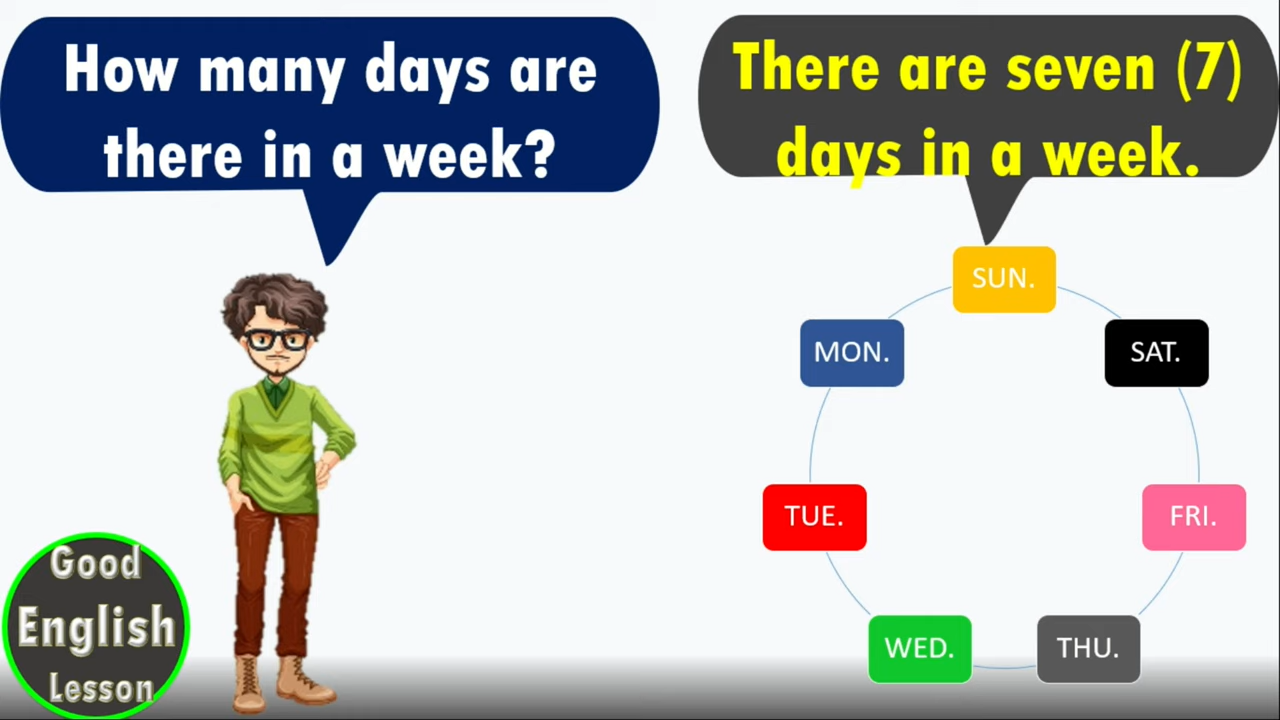 How many days are
there in a week?
There are seven (7)
days in a week.
SUN.
MON.
SAT.
TUE.
FRI.
WED.
THU.
Good
English
Lesson